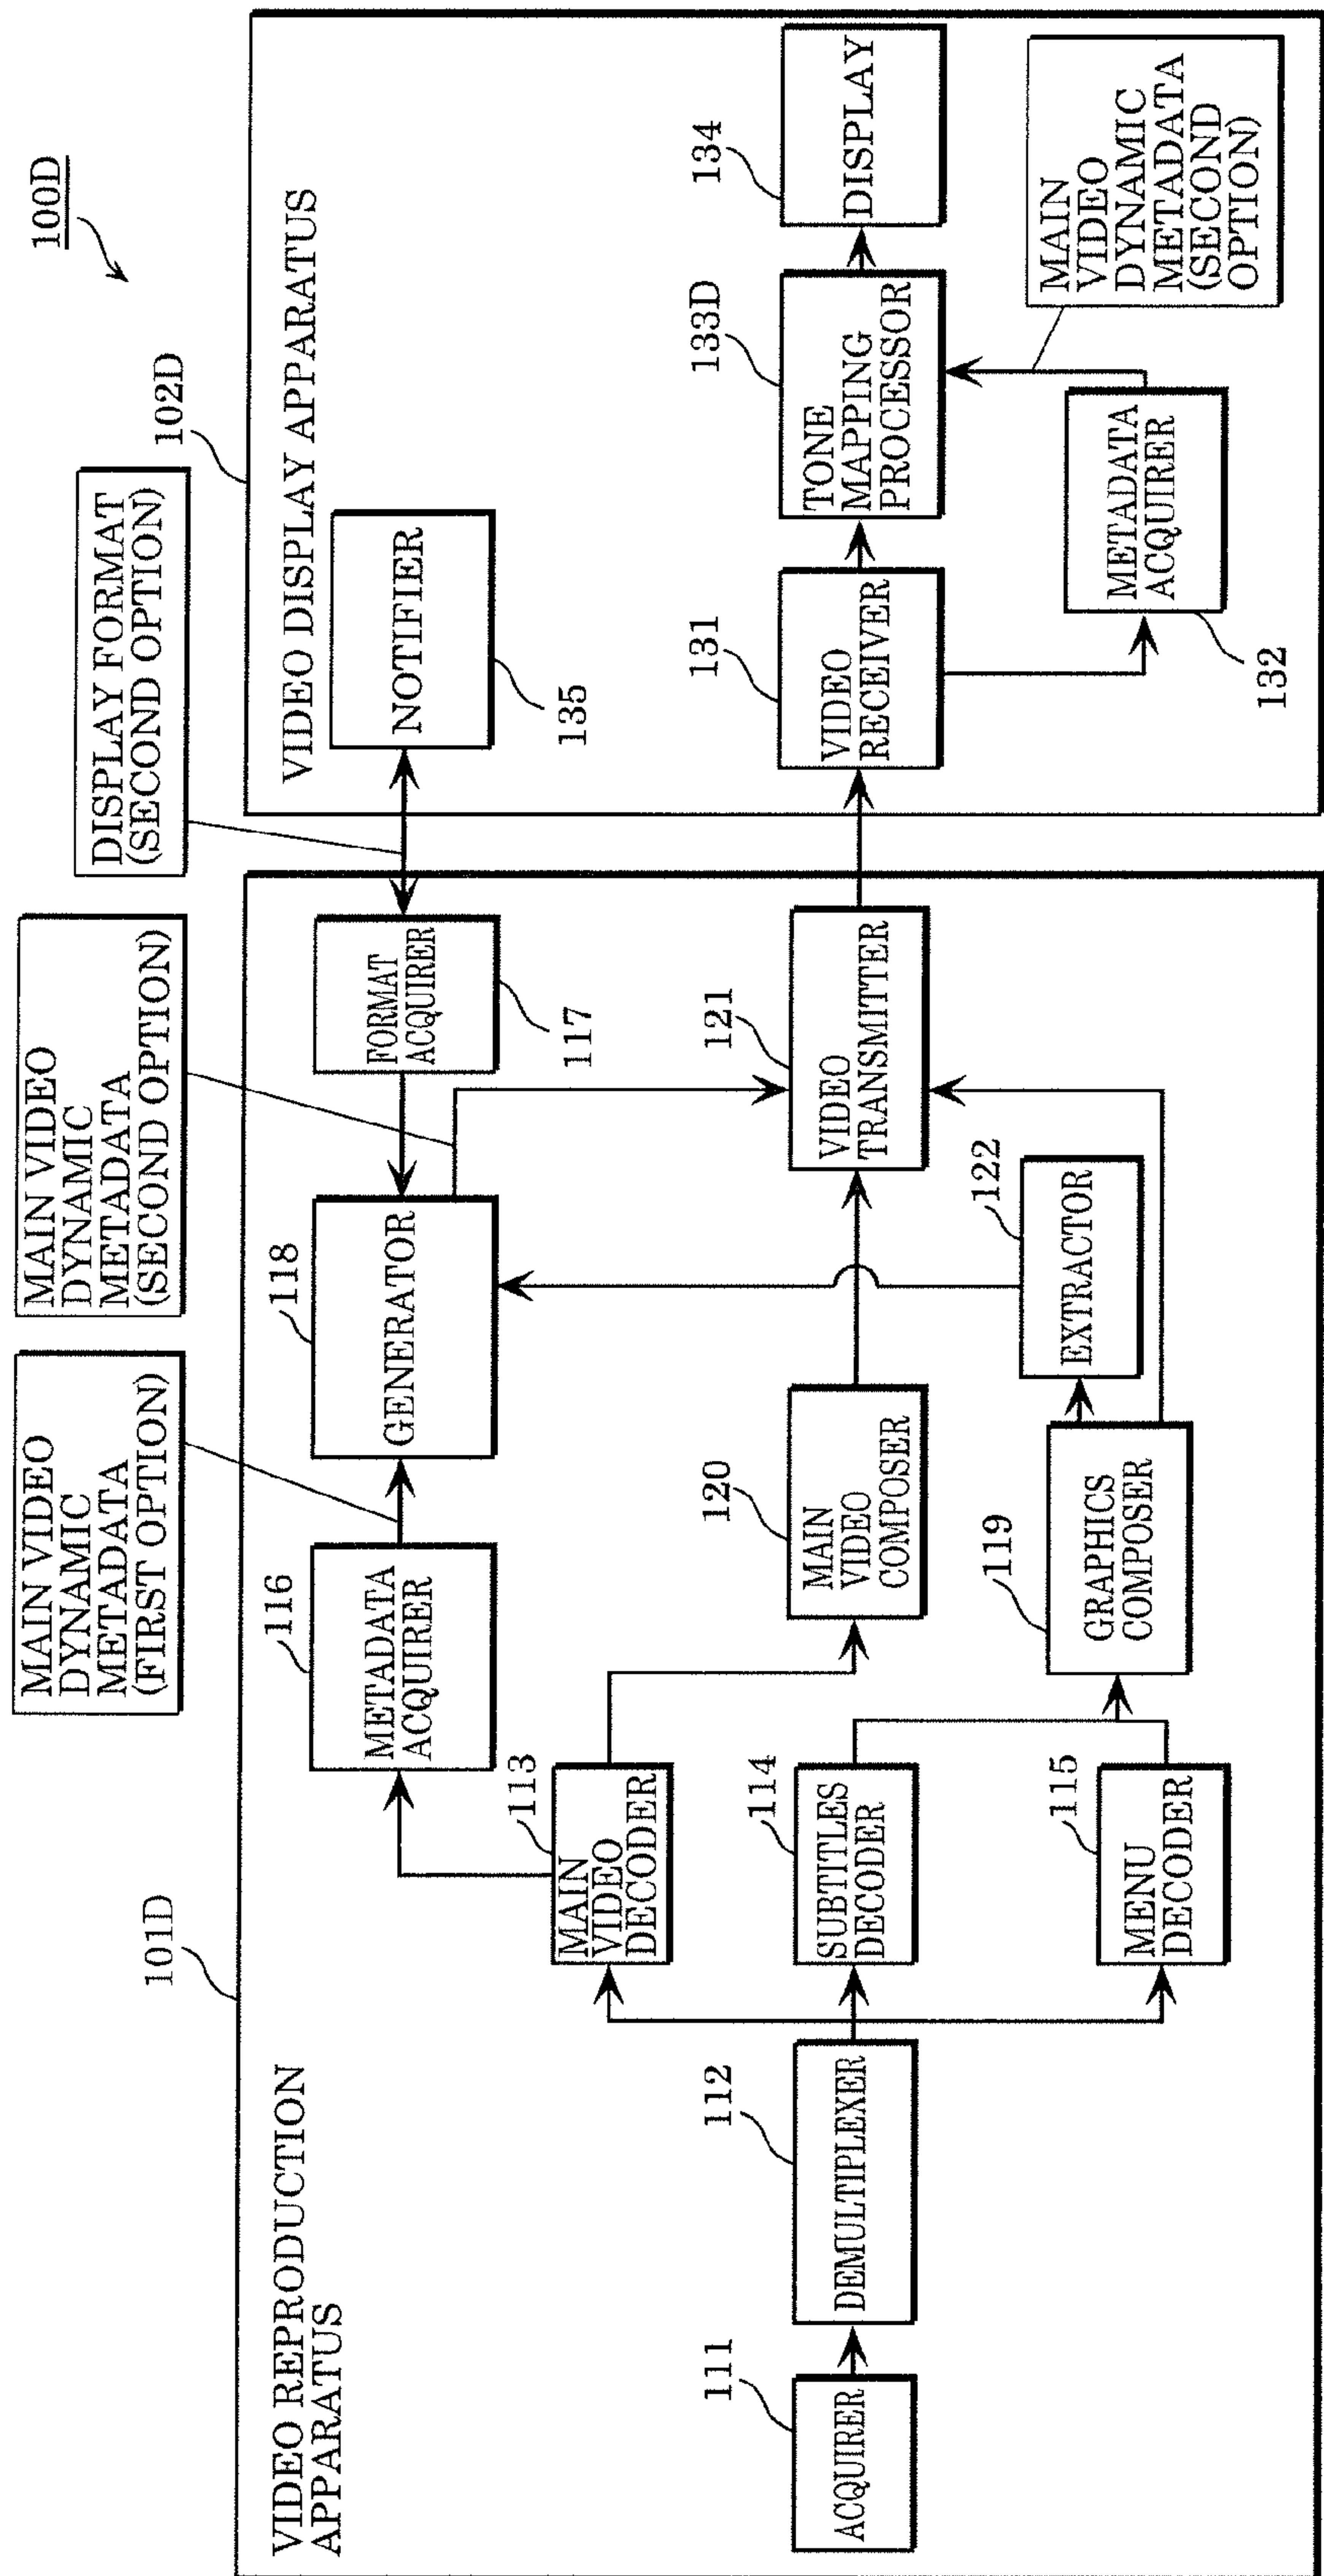 100D
101D
VIDEO REPRODUCTION
APPARATUS
111
ACQUIRER
112
DEMULTIPLEXER
113
MAIN
VIDEO
DECODER
114
SUBTITLES
DECODER
115
MENU
DECODER
116
METADATA
ACQUIRER
MAIN VIDEO
DYNAMIC
METADATA
(FIRST OPTION)
118
GENERATOR
MAIN VIDEO
DYNAMIC
METADATA
(SECOND OPTION)
FORMAT
ACQUIRER
117
120
MAIN
VIDEO
COMPOSER
119
GRAPHICS
COMPOSER
122
EXTRACTOR
121
VIDEO
TRANSMITTER
DISPLAY FORMAT
(SECOND OPTION)
102D
VIDEO DISPLAY APPARATUS
NOTIFIER
135
131
VIDEO
RECEIVER
133D
TONE
MAPPING
PROCESSOR
134
DISPLAY
METADATA
ACQUIRER
132
MAIN
VIDEO
DYNAMIC
METADATA
(SECOND
OPTION)